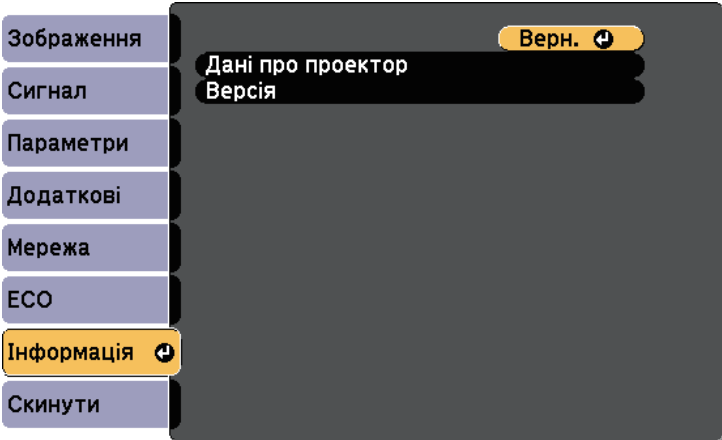 Зображення
Сигнал
Параметри
Додаткові
Мережа
ECO
Інформація
Скинути
Верн.
Дані про проектор
Версія